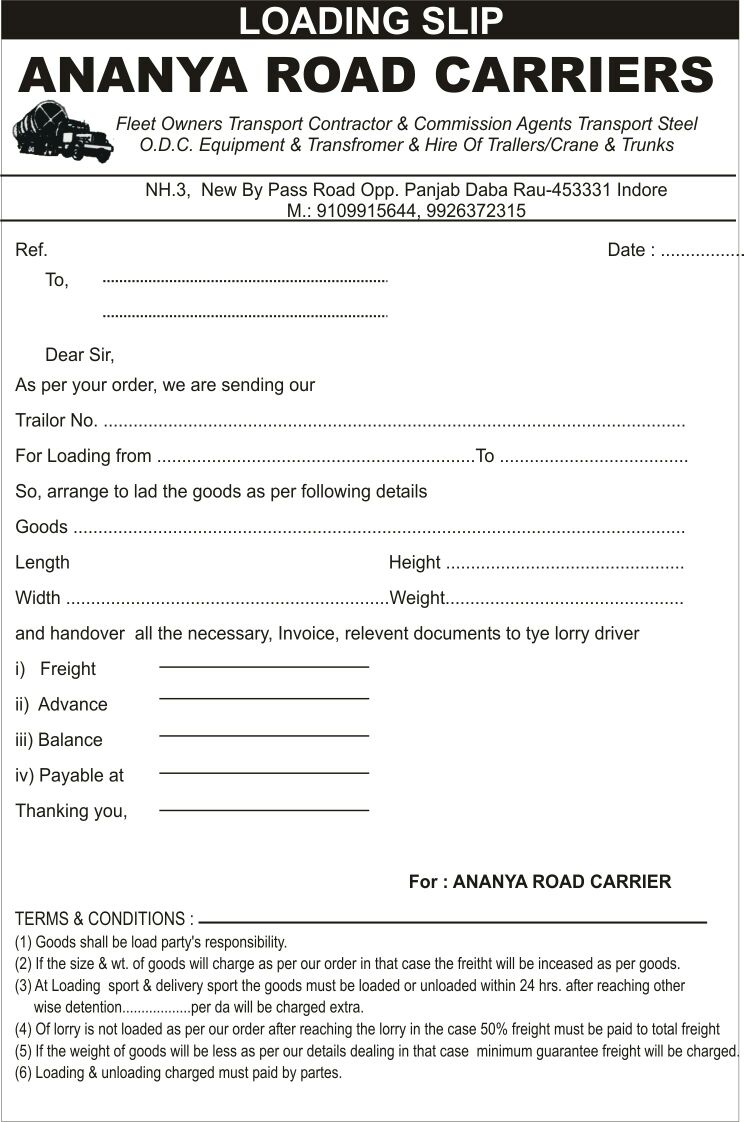 LOADING SLIP
ANANYA ROAD CARRIERS
Fleet Owners Transport Contractor & Commission Agents Transport Steel
O.D.C. Equipment & Transfromer & Hire Of Trallers/Crane & Trunks
NH.3, New By Pass Road Opp. Panjab Daba Rau-453331 Indore
M.: 9109915644, 9926372315
Ref. Date : .................
To, ........................................................................
........................................................................
Dear Sir,
As per your order, we are sending our
Trailor No. .....................................................................................................................
For Loading from ................................................................To ......................................
So, arrange to lad the goods as per following details
Goods ...........................................................................................................................
Length Height ................................................
Width .................................................................Weight................................................
and handover all the necessary, Invoice, relevent documents to tye lorry driver
i) Freight
ii) Advance
iii) Balance
iv) Payable at
Thanking you,
For : ANANYA ROAD CARRIER
TERMS & CONDITIONS :
(1) Goods shall be load party's responsibility.
(2) If the size & wt. of goods will charge as per our order in that case the freitht will be inceased as per goods.
(3) At Loading sport & delivery sport the goods must be loaded or unloaded within 24 hrs. after reaching other
wise detention..................per da will be charged extra.
(4) Of lorry is not loaded as per our order after reaching the lorry in the case 50% freight must be paid to total freight
(5) If the weight of goods will be less as per our details dealing in that case minimum guarantee freight will be charged.
(6) Loading & unloading charged must paid by partes.